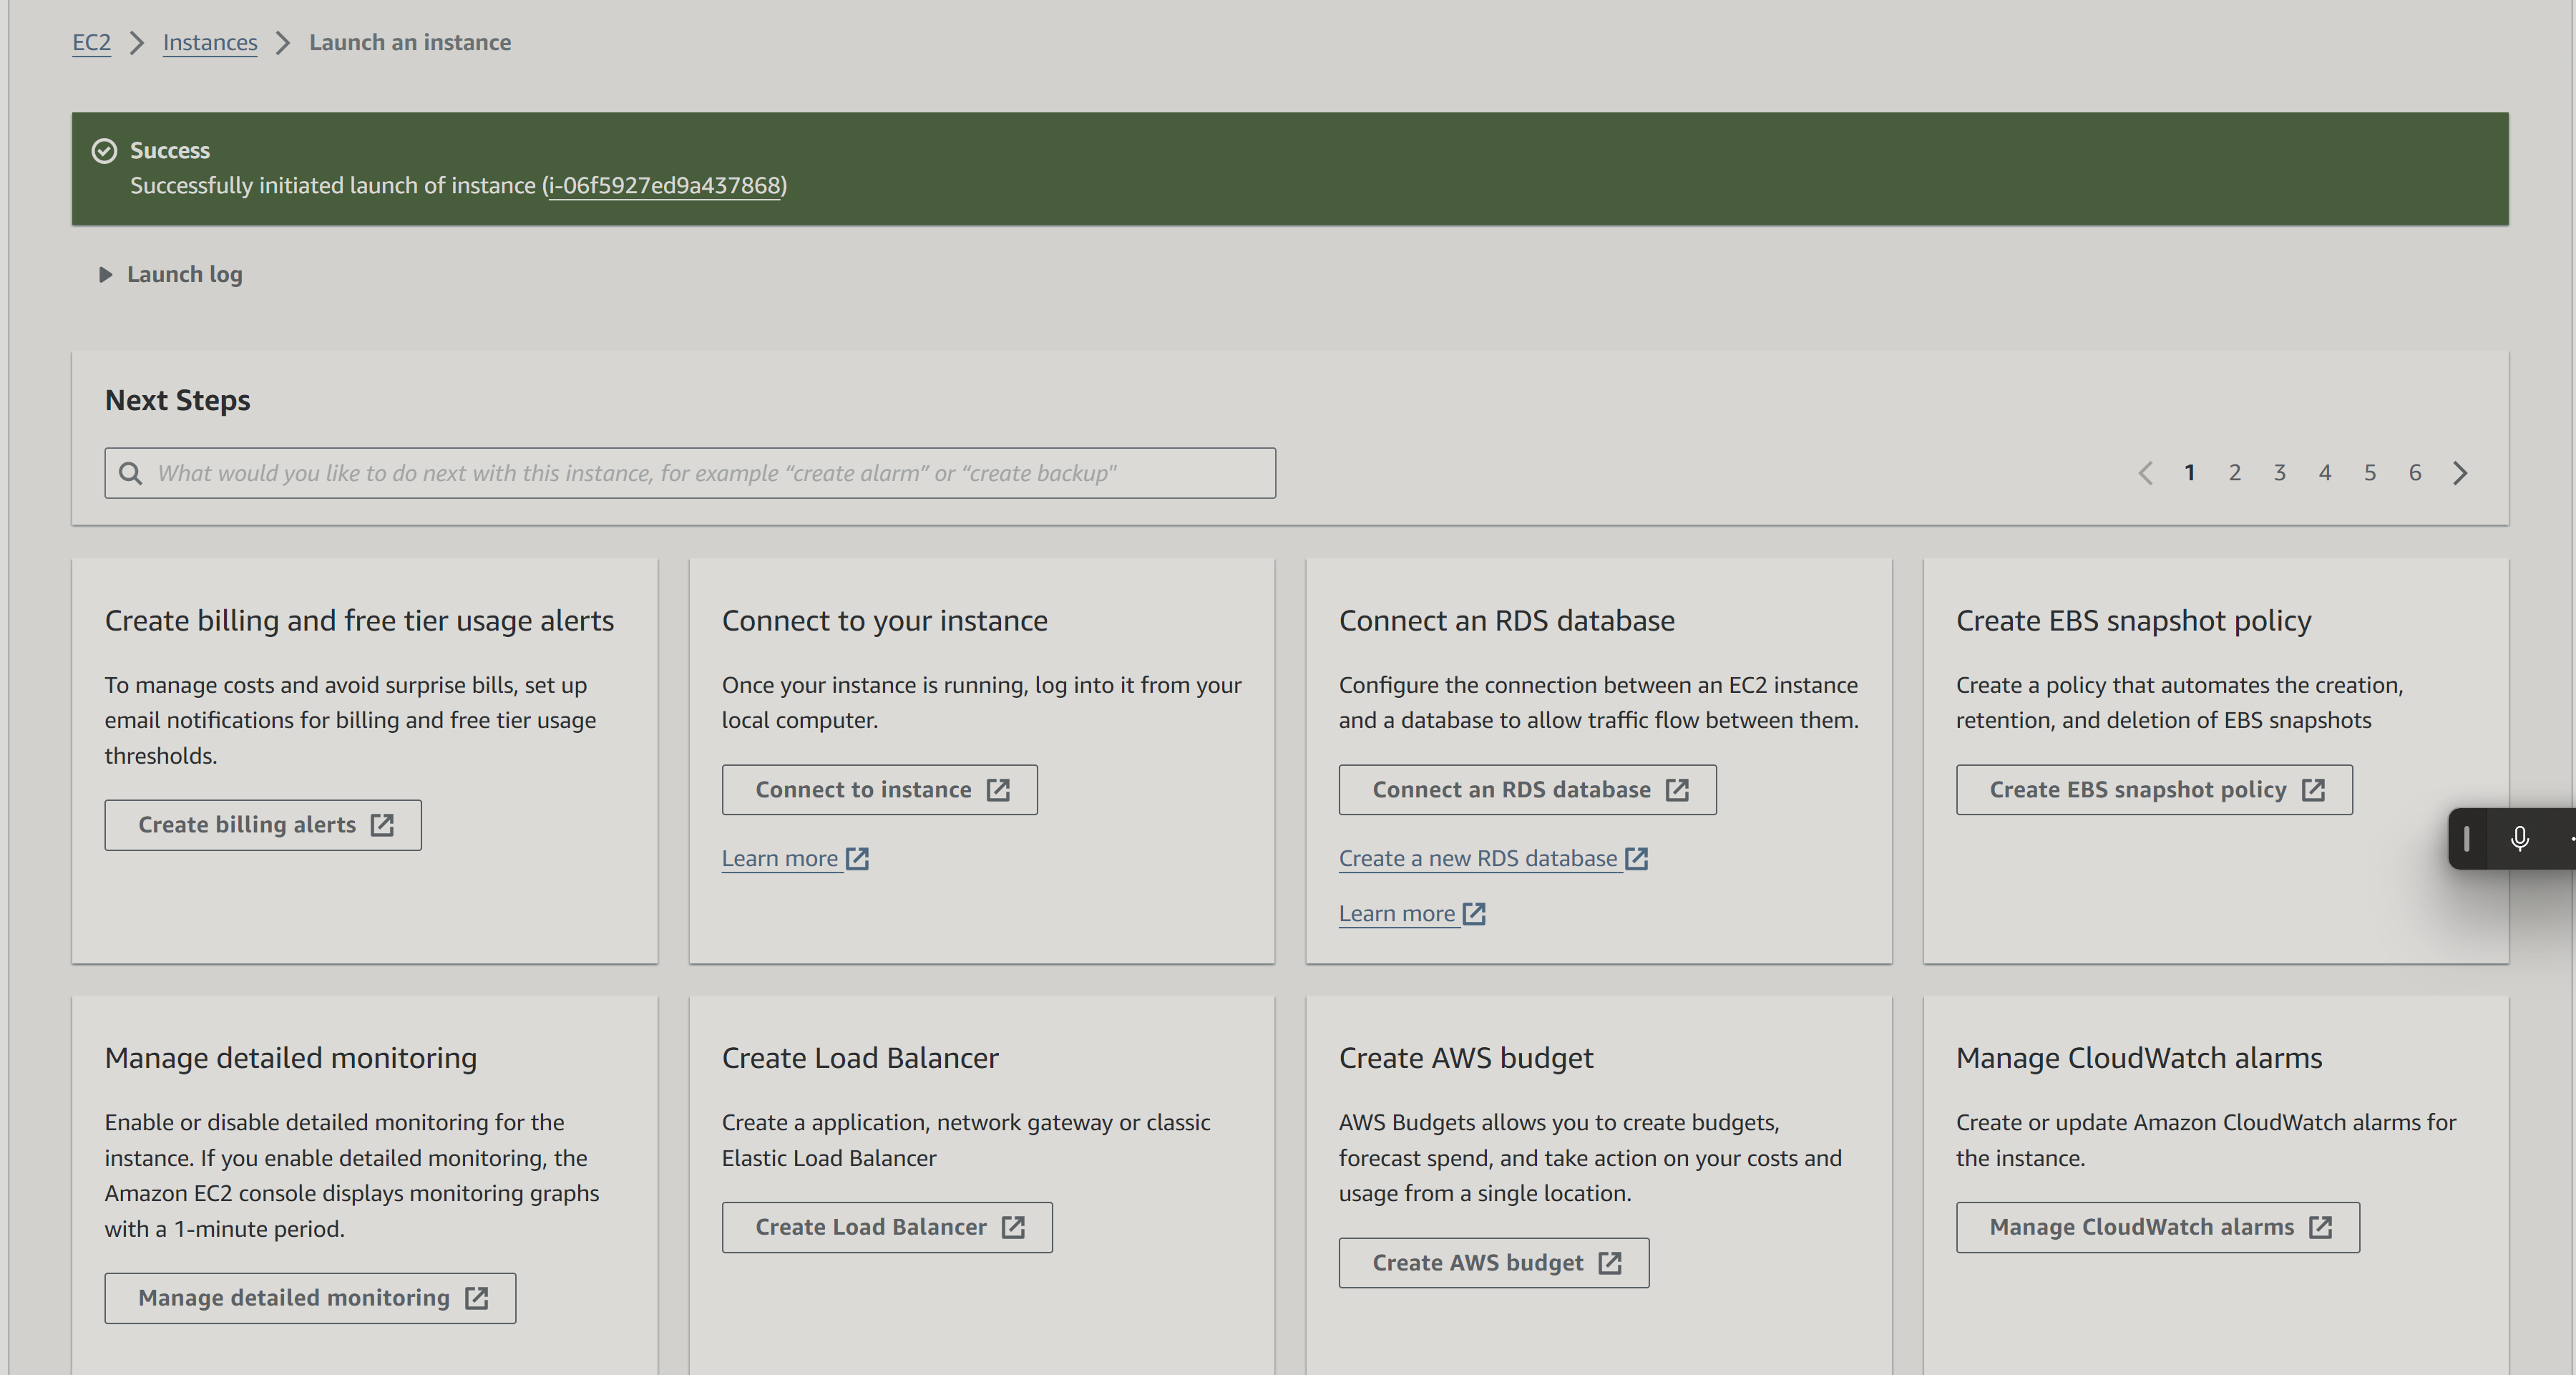 EC2 > Instances > Launch an instance
Success
Successfully initiated launch of instance (i-06f5927ed9a437868)
Launch log
Next Steps
What would you like to do next with this instance, for example “create alarm” or “create backup"
1 2 3 4 5 6
Create billing and free tier usage alerts
To manage costs and avoid surprise bills, set up
email notifications for billing and free tier usage
thresholds.
Create billing alerts
Connect to your instance
Once your instance is running, log into it from your
local computer.
Connect to instance
Learn more
Connect an RDS database
Configure the connection between an EC2 instance
and a database to allow traffic flow between them.
Connect an RDS database
Create a new RDS database
Learn more
Create EBS snapshot policy
Create a policy that automates the creation,
retention, and deletion of EBS snapshots
Create EBS snapshot policy
Manage detailed monitoring
Enable or disable detailed monitoring for the
instance. If you enable detailed monitoring, the
Amazon EC2 console displays monitoring graphs
with a 1-minute period.
Manage detailed monitoring
Create Load Balancer
Create a application, network gateway or classic
Elastic Load Balancer
Create Load Balancer
Create AWS budget
AWS Budgets allows you to create budgets,
forecast spend, and take action on your costs and
usage from a single location.
Create AWS budget
Manage CloudWatch alarms
Create or update Amazon CloudWatch alarms for
the instance.
Manage CloudWatch alarms